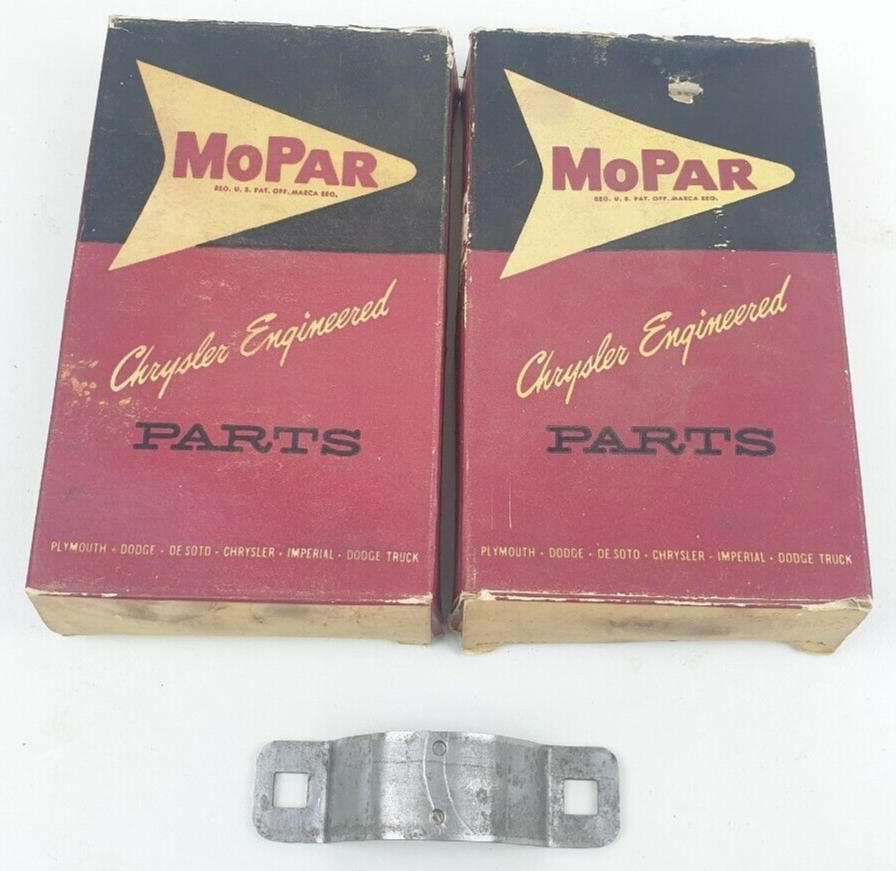 MOPAR
REG. U. S. PAT. OFF. MARCA REG.
Chrysler Engineered
PARTS
PLYMOUTH • DODGE • DE SOTO • CHRYSLER • IMPERIAL • DODGE TRUCK
MOPAR
REG. U. S. PAT. OFF. MARCA REG.
Chrysler Engineered
PARTS
PLYMOUTH • DODGE • DE SOTO • CHRYSLER • IMPERIAL • DODGE TRUCK